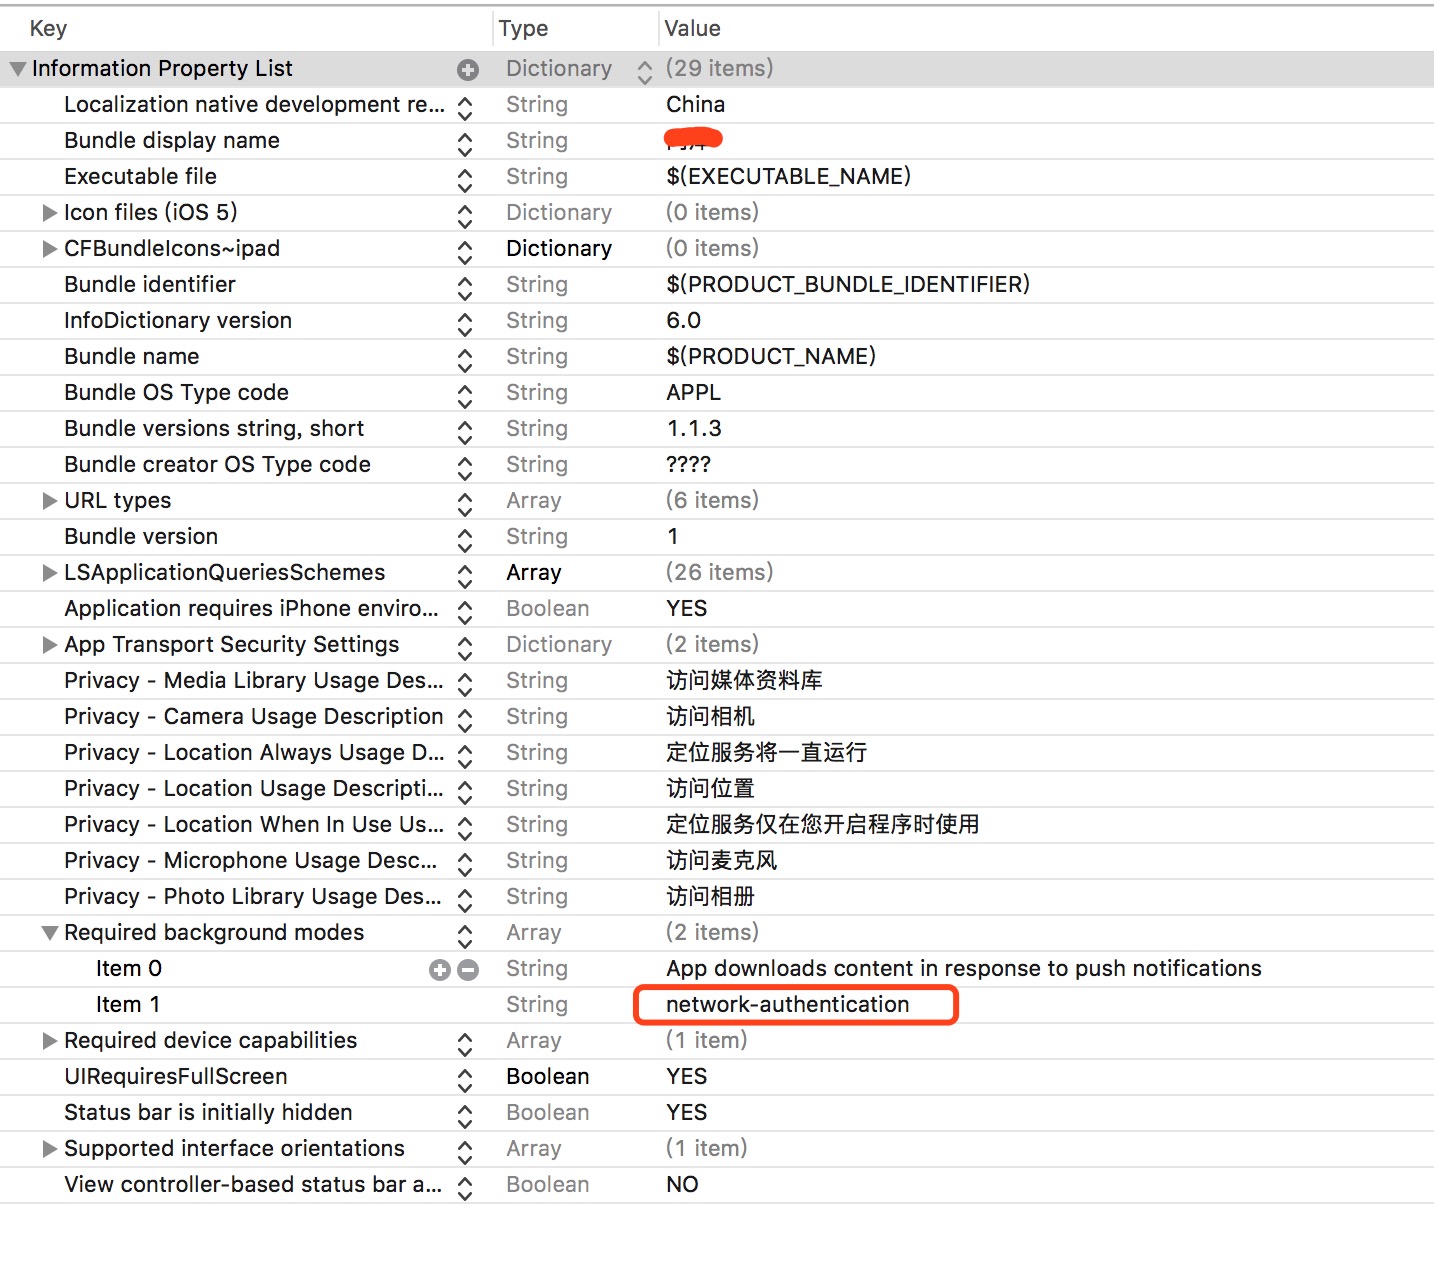 Key Type Value
Information Property List Dictionary (29 items)
Localization native development re... String China
Bundle display name String
Executable file String $(EXECUTABLE_NAME)
Icon files (iOS 5) Dictionary (0 items)
CFBundleIcons~ipad Dictionary (0 items)
Bundle identifier String $(PRODUCT_BUNDLE_IDENTIFIER)
InfoDictionary version String 6.0
Bundle name String $(PRODUCT_NAME)
Bundle OS Type code String APPL
Bundle versions string, short String 1.1.3
Bundle creator OS Type code String ????
URL types Array (6 items)
Bundle version String 1
LSApplicationQueriesSchemes Array (26 items)
Application requires iPhone enviro... Boolean YES
App Transport Security Settings Dictionary (2 items)
Privacy - Media Library Usage Des... String 访问媒体资料库
Privacy - Camera Usage Description String 访问相机
Privacy - Location Always Usage D... String 定位服务将一直运行
Privacy - Location Usage Descripti... String 访问位置
Privacy - Location When In Use Us... String 定位服务仅在您开启程序时使用
Privacy - Microphone Usage Desc... String 访问麦克风
Privacy - Photo Library Usage Des... String 访问相册
Required background modes Array (2 items)
Item 0 String App downloads content in response to push notifications
Item 1 String network-authentication
Required device capabilities Array (1 item)
UIRequiresFullScreen Boolean YES
Status bar is initially hidden Boolean YES
Supported interface orientations Array (1 item)
View controller-based status bar a... Boolean NO